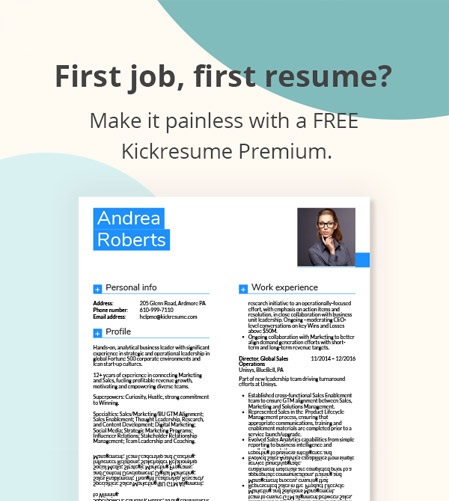 First job, first resume?
Make it painless with a FREE
Kickresume Premium.
Andrea
Roberts
Personal info
Address: 205 Glenn Road, Ardmore PA
Phone number: 610-999-7110
Email address: helpme@kickresume.com
Profile
Hands-on, analytical business leader with significant
experience in strategic and operational leadership in
global Fortune 500 corporate environments and
lean start-up cultures.
12+ years of experience in connecting Marketing
and Sales, fueling profitable revenue growth,
motivating and empowering diverse teams.
Superpowers: Curiosity, Hustle, strong commitment
to Winning.
Specialties: Sales/Marketing/BU GTM Alignment;
Sales Enablement; Thought Leadership, Research,
and Content Development; Digital Marketing;
Social Media; Strategic Marketing Programs;
Influencer Relations; Stakeholder Relationship
Management; Team Leadership and Coaching.
Work experience
research initiative to an operationally-focused
effort, with emphasis on action items and
resolution, in close collaboration with business
unit leadership. Ongoing - moderating CEO-
level conversations on key Wins and Losses
above $50M.
Ongoing collaboration with Marketing to better
align demand generation efforts with short-
term and long-term revenue targets.
Director, Global Sales 11/2014 – 12/2016
Operations
Unisys, Bluebell, PA
Part of new leadership team driving turnaround
efforts at Unisys.
Established cross-functional Sales Enablement
team to ensure GTM alignment between Sales,
Marketing and Solutions Management.
Represented Sales in the Product Lifecycle
Management process, ensuring that
appropriate communications, training and
enablement materials are completed prior to a
service launch/upgrade.
Evolved Sales Analytics capabilities from simple
reporting to business intelligence and